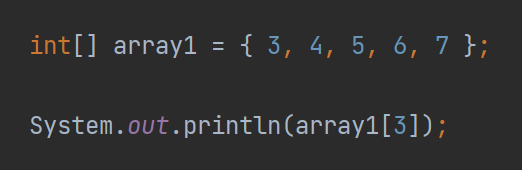 int[] array1 = { 3, 4, 5, 6, 7 };
System.out.println(array1[3]);